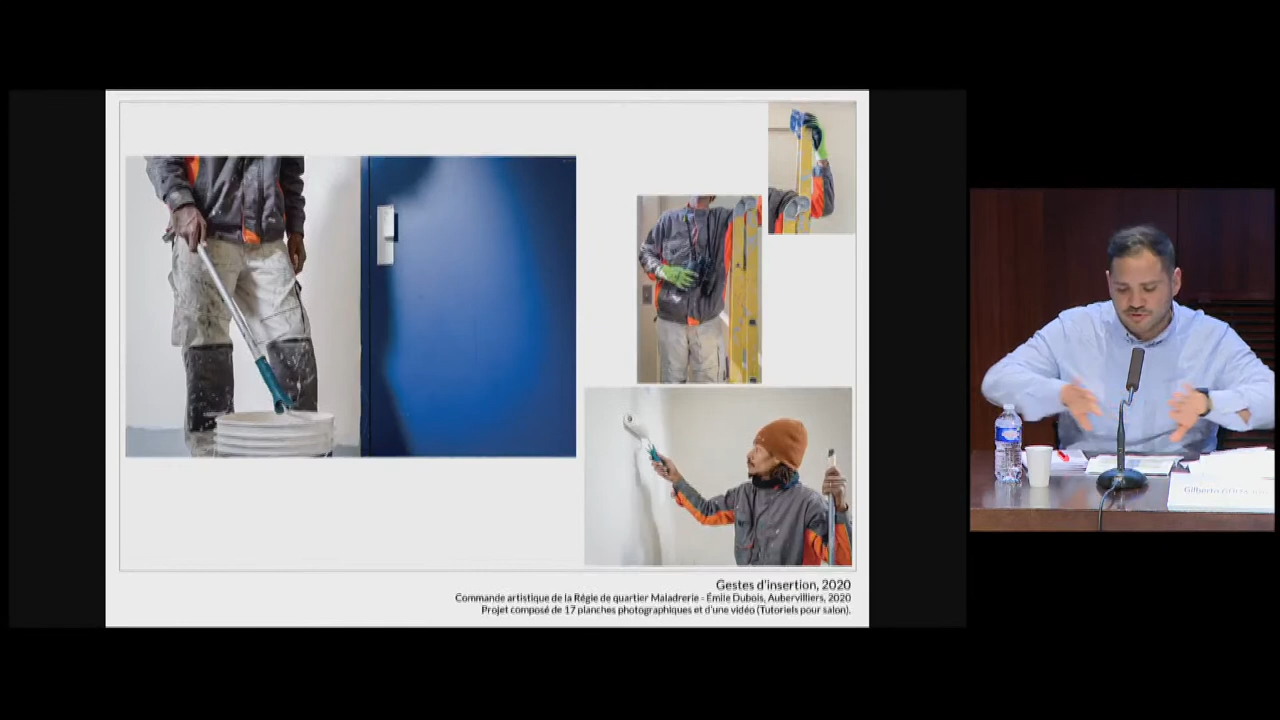 Gestes d'insertion, 2020
Commande artistique de la Régie de quartier Maladrerie - Émile Dubois, Aubervilliers, 2020
Projet composé de 17 planches photographiques et d'une vidéo (Tutoriels pour salon).
Gilberto